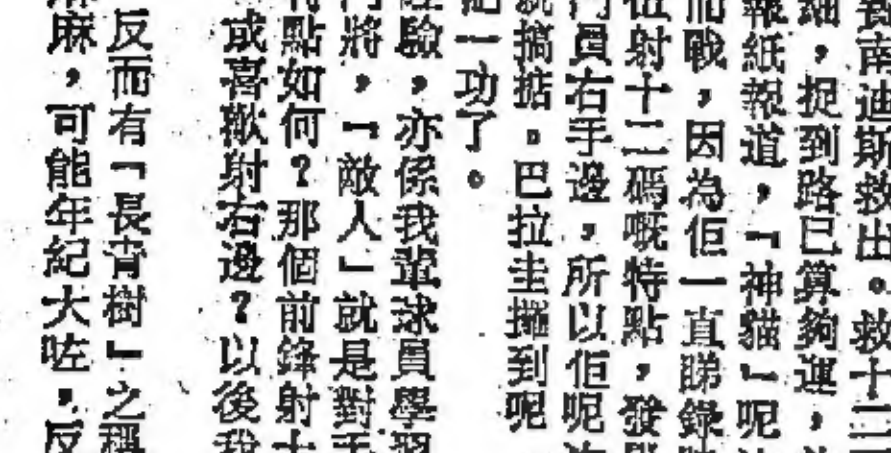 南迪斯救出。救十二
細，捉到路已算夠運，
報紙報道，「神貓」呢
而戰，因為佢一直睇錄
射十二碼嘅特點，發
門員右手邊，所以佢呢
就搞掂。巴拉圭攞到呢
把一功了。
經驗，亦係我輩球員學習
門將，「敵人」就是對手
特點如何？那個前鋒射十
或喜歡射右邊？以後
反而有「長青樹」之稱
麻麻，可能年紀大咗，反